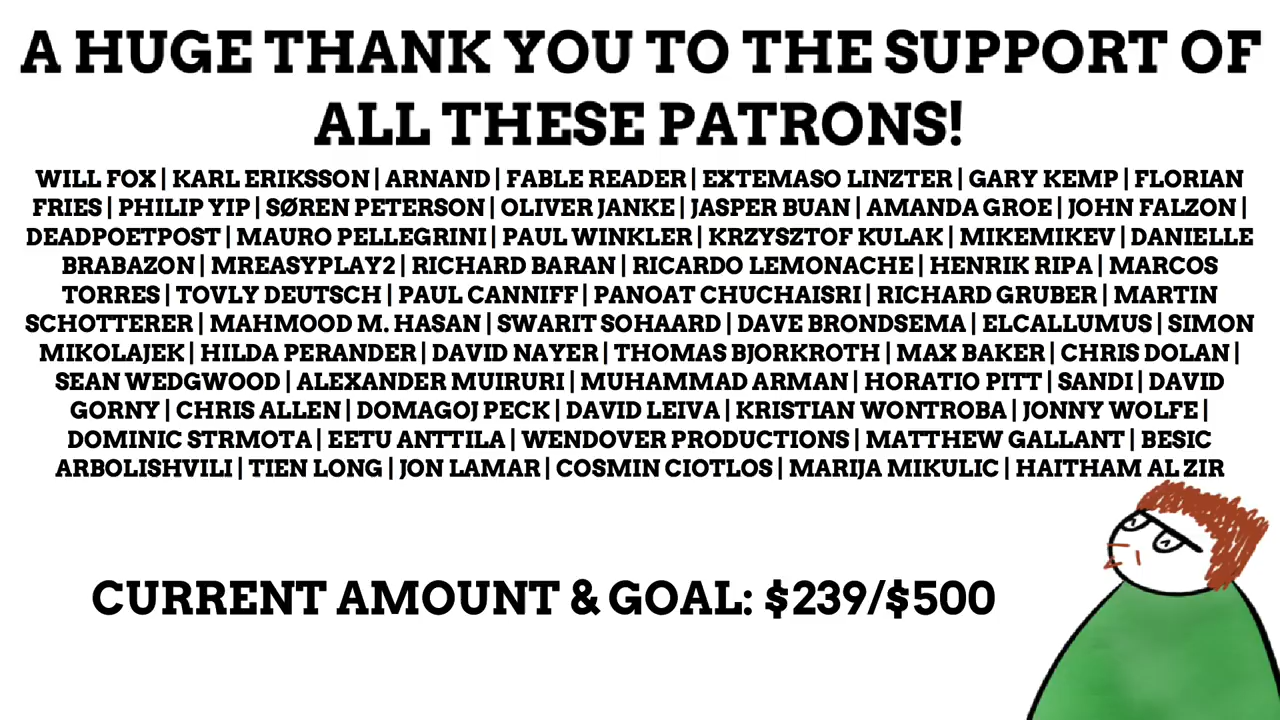 A HUGE THANK YOU TO THE SUPPORT OF
ALL THESE PATRONS!
WILL FOX | KARL ERIKSSON | ARNAND | FABLE READER | EXTEMASO LINZTER | GARY KEMP | FLORIAN
FRIES | PHILIP YIP | SØREN PETERSON | OLIVER JANKE | JASPER BUAN | AMANDA GROE | JOHN FALZON |
DEADPOETPOST | MAURO PELLEGRINI | PAUL WINKLER | KRZYSZTOF KULAK | MIKEMIKEV | DANIELLE
BRABAZON | MREASYPLAY2 | RICHARD BARAN | RICARDO LEMONACHE | HENRIK RIPA | MARCOS
TORRES | TOVLY DEUTSCH | PAUL CANNIFF | PANOAT CHUCHAISRI | RICHARD GRUBER | MARTIN
SCHOTTERER | MAHMOOD M. HASAN | SWARIT SOHAARD | DAVE BRONDSEMA | ELCALLUMUS | SIMON
MIKOLAJEK | HILDA PERANDER | DAVID NAYER | THOMAS BJORKROTH | MAX BAKER | CHRIS DOLAN |
SEAN WEDGWOOD | ALEXANDER MUIRURI | MUHAMMAD ARMAN | HORATIO PITT | SANDI | DAVID
GORNY | CHRIS ALLEN | DOMAGOJ PECK | DAVID LEIVA | KRISTIAN WONTROBA | JONNY WOLFE |
DOMINIC STRMOTA | EETU ANTTILA | WENDOVER PRODUCTIONS | MATTHEW GALLANT | BESIC
ARBOLISHVILI | TIEN LONG | JON LAMAR | COSMIN CIOTLOS | MARIJA MIKULIC | HAITHAM AL ZIR
CURRENT AMOUNT & GOAL: $239/$500